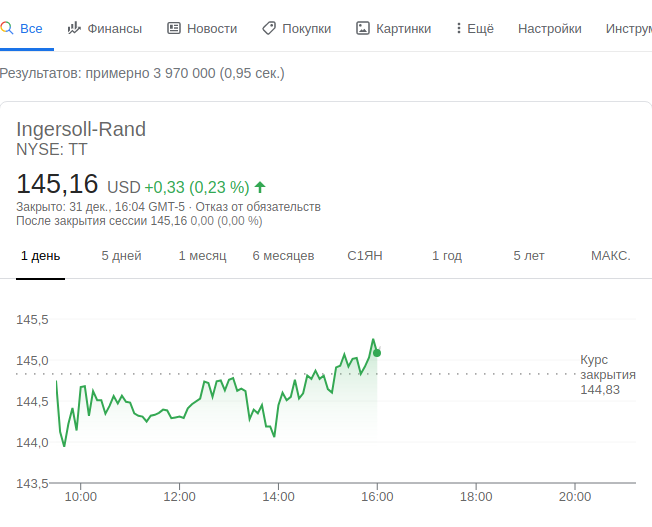 Все Финансы Новости Покупки Картинки Ещё Настройки Инструм
Результатов: примерно 3 970 000 (0,95 сек.)
Ingersoll-Rand
NYSE: TT
145,16 USD +0,33 (0,23 %)
Закрыто: 31 дек., 16:04 GMT-5 · Отказ от обязательств
После закрытия сессии 145,16 0,00 (0,00 %)
1 день 5 дней 1 месяц 6 месяцев С1ЯН 1 год 5 лет МАКС.
145,5
145,0
144,5
144,0
143,5
Курс
закрытия
144,83
10:00 12:00 14:00 16:00 18:00 20:00